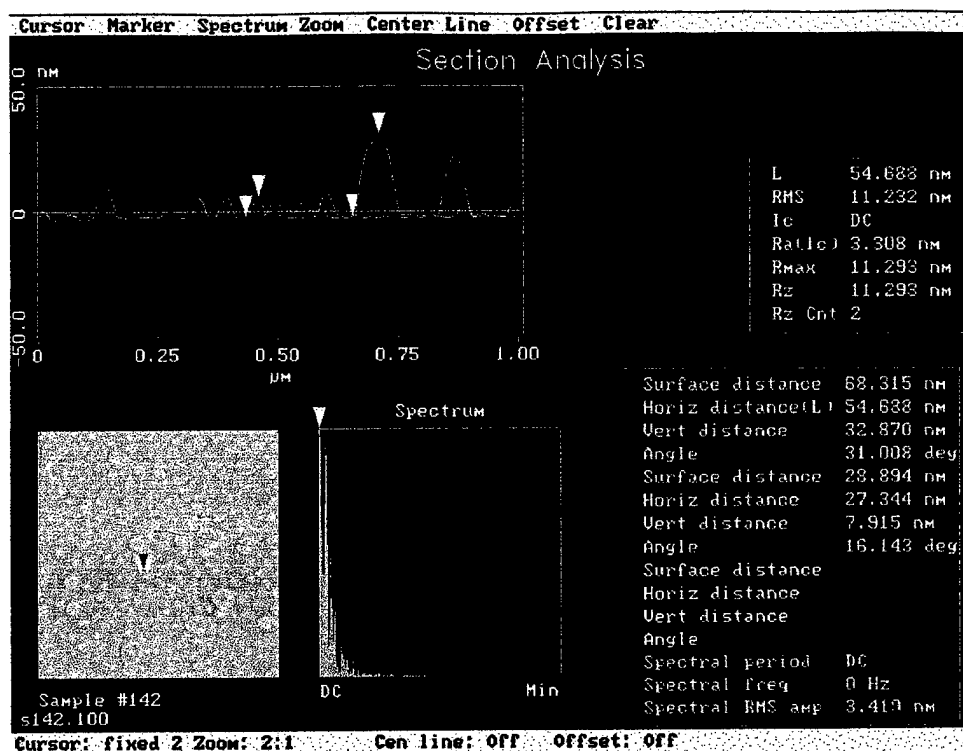 Cursor Marker Spectrum Zoom Center Line Offset Clear
Section Analysis
50.0
nM
0
-50.0
0 0.25 0.50 0.75 1.00
µM
L 54.688 nM
RMS 11.232 nM
lc DC
Ra(lc) 3.308 nM
Rmax 11.293 nM
Rz 11.293 nM
Rz Cnt 2
Surface distance 68.315 nM
Horiz distance(L) 54.688 nM
Vert distance 32.870 nM
Angle 31.008 deg
Surface distance 28.894 nM
Horiz distance 27.344 nM
Vert distance 7.915 nM
Angle 16.143 deg
Surface distance
Horiz distance
Vert distance
Angle
Spectral period DC
Spectral freq 0 Hz
Spectral RMS amp 3.419 nM
Spectrum
DC Min
Sample #142
s142.100
Cursor: fixed 2 Zoom: 2:1 Cen line: Off Offset: Off